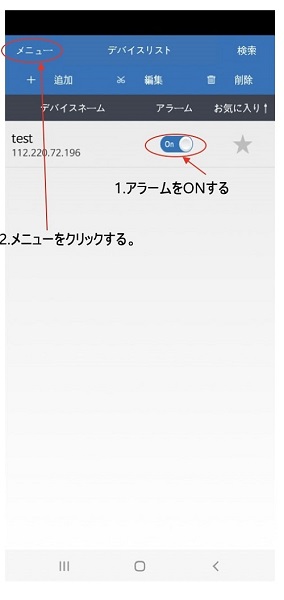 メニュー デバイスリスト 検索
+ 追加 編集 削除
デバイスネーム アラーム お気に入り↑
test
112.220.72.196 On
1.アラームをONする
2.メニューをクリックする。